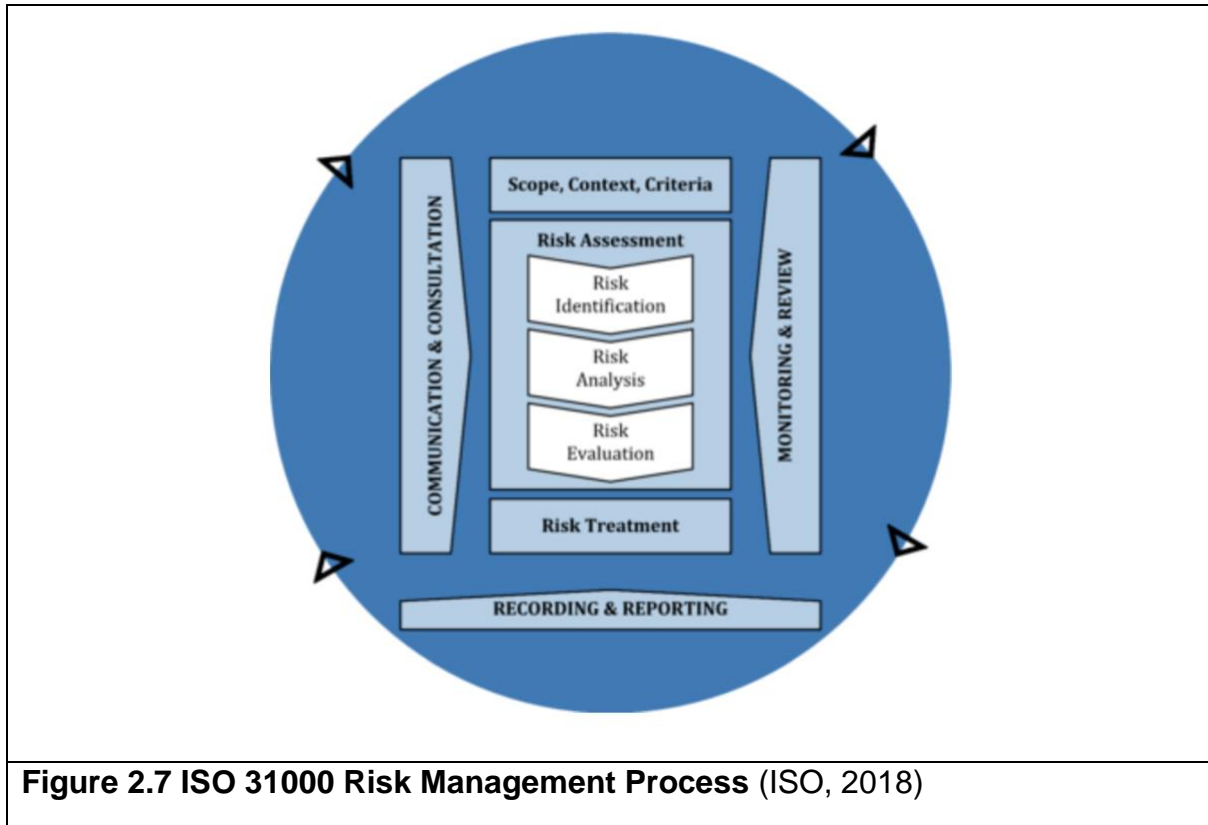 COMMUNICATION & CONSULTATION
Scope, Context, Criteria
Risk Assessment
Risk
Identification
Risk
Analysis
Risk
Evaluation
Risk Treatment
MONITORING & REVIEW
RECORDING & REPORTING
Figure 2.7 ISO 31000 Risk Management Process (ISO, 2018)